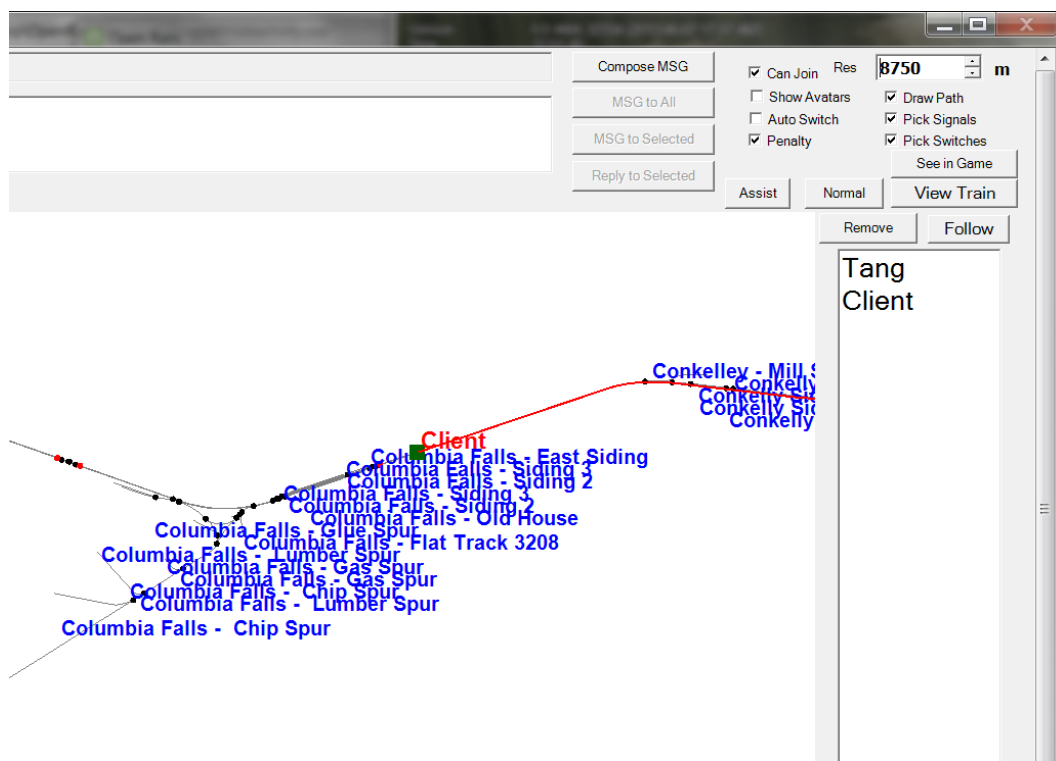 Compose MSG
MSG to All
MSG to Selected
Reply to Selected
Can Join
Res
8750
m
Show Avatars
Draw Path
Auto Switch
Pick Signals
Penalty
Pick Switches
See in Game
Assist
Normal
View Train
Remove
Follow
Tang
Client
Conkelley - Mill
Conkelly
Conkelly
Conkelly
Conkelly
Client
Columbia Falls - East Siding
Columbia Falls - Siding 3
Columbia Falls - Siding 2
Columbia Falls - Siding 3
Columbia Falls - Siding 2
Columbia Falls - Old House
Columbia Falls - Glue Spur
Columbia Falls - Flat Track 3208
Columbia Falls - Lumber Spur
Columbia Falls - Gas Spur
Columbia Falls - Gas Spur
Columbia Falls - Chip Spur
Columbia Falls - Lumber Spur
Columbia Falls - Chip Spur